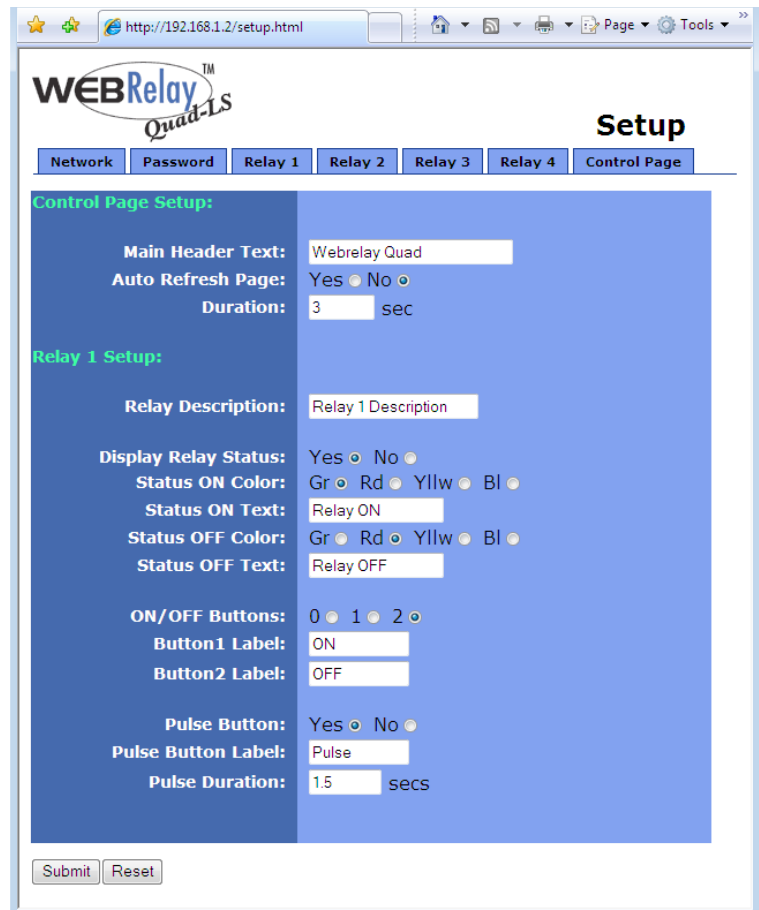 http://192.168.1.2/setup.html
Page
Tools
»
WEBRelay™
Quad-LS
Setup
Network Password Relay 1 Relay 2 Relay 3 Relay 4 Control Page
Control Page Setup:
Main Header Text: Webrelay Quad
Auto Refresh Page: Yes No
Duration: 3 sec
Relay 1 Setup:
Relay Description: Relay 1 Description
Display Relay Status: Yes No
Status ON Color: Gr Rd Yllw Bl
Status ON Text: Relay ON
Status OFF Color: Gr Rd Yllw Bl
Status OFF Text: Relay OFF
ON/OFF Buttons: 0 1 2
Button1 Label: ON
Button2 Label: OFF
Pulse Button: Yes No
Pulse Button Label: Pulse
Pulse Duration: 1.5 secs
Submit Reset